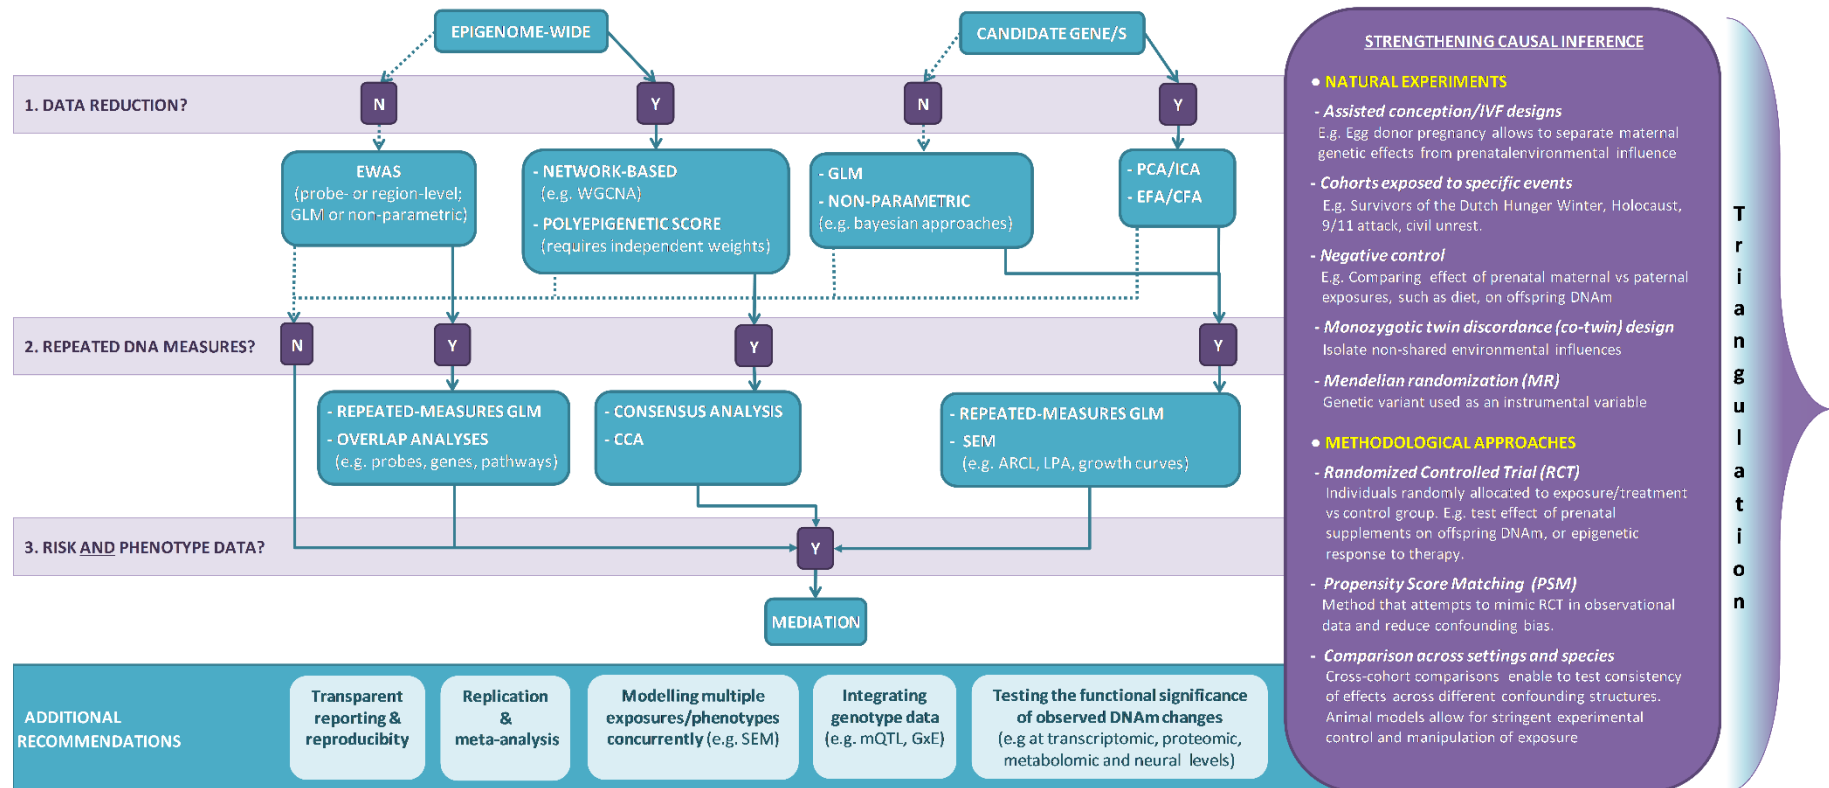 EPIGENOME-WIDE
CANDIDATE GENE/S
1. DATA REDUCTION?
N
Y
N
Y
EWAS
(probe- or region-level;
GLM or non-parametric)
- NETWORK-BASED
(e.g. WGCNA)
- POLYEPIGENETIC SCORE
(requires independent weights)
- GLM
- NON-PARAMETRIC
(e.g. bayesian approaches)
- PCA/ICA
- EFA/CFA
2. REPEATED DNA MEASURES?
N
Y
Y
Y
- REPEATED-MEASURES GLM
- OVERLAP ANALYSES
(e.g. probes, genes, pathways)
- CONSENSUS ANALYSIS
- CCA
- REPEATED-MEASURES GLM
- SEM
(e.g. ARCL, LPA, growth curves)
3. RISK AND PHENOTYPE DATA?
Y
MEDIATION
ADDITIONAL
RECOMMENDATIONS
Transparent
reporting &
reproducibity
Replication
&
meta-analysis
Modelling multiple
exposures/phenotypes
concurrently (e.g. SEM)
Integrating
genotype data
(e.g. mQTL, GxE)
Testing the functional significance
of observed DNAm changes
(e.g at transcriptomic, proteomic,
metabolomic and neural levels)
STRENGTHENING CAUSAL INFERENCE
● NATURAL EXPERIMENTS
- Assisted conception/IVF designs
E.g. Egg donor pregnancy allows to separate maternal
genetic effects from prenatalenvironmental influence
- Cohorts exposed to specific events
E.g. Survivors of the Dutch Hunger Winter, Holocaust,
9/11 attack, civil unrest.
- Negative control
E.g. Comparing effect of prenatal maternal vs paternal
exposures, such as diet, on offspring DNAm
- Monozygotic twin discordance (co-twin) design
Isolate non-shared environmental influences
- Mendelian randomization (MR)
Genetic variant used as an instrumental variable
● METHODOLOGICAL APPROACHES
- Randomized Controlled Trial (RCT)
Individuals randomly allocated to exposure/treatment
vs control group. E.g. test effect of prenatal
supplements on offspring DNAm, or epigenetic
response to therapy.
- Propensity Score Matching (PSM)
Method that attempts to mimic RCT in observational
data and reduce confounding bias.
- Comparison across settings and species
Cross-cohort comparisons enable to test consistency
of effects across different confounding structures.
Animal models allow for stringent experimental
control and manipulation of exposure
Triangulation